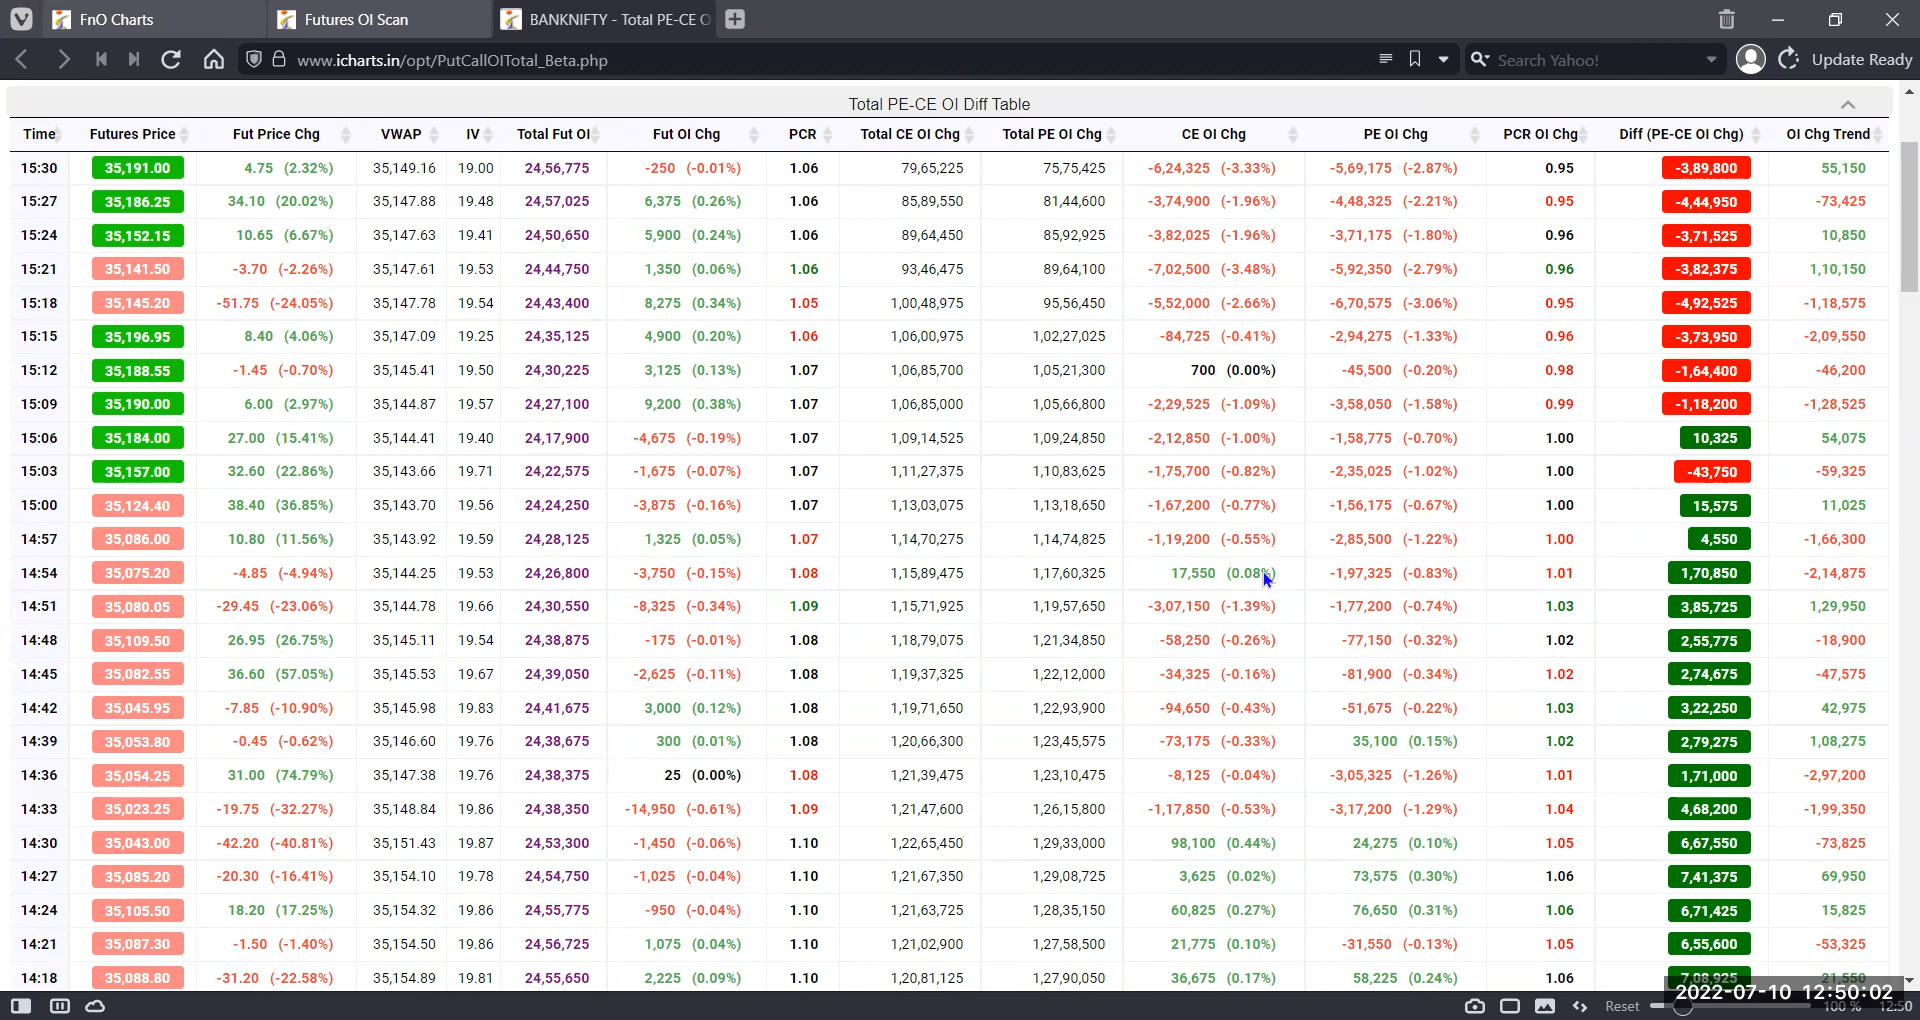 FnO Charts
Futures OI Scan
BANKNIFTY - Total PE-CE O
www.icharts.in/opt/PutCallOITotal_Beta.php
Search Yahoo!
Update Ready
Total PE-CE OI Diff Table
Time Futures Price Fut Price Chg VWAP IV Total Fut OI Fut OI Chg PCR Total CE OI Chg Total PE OI Chg CE OI Chg PE OI Chg PCR OI Chg Diff (PE-CE OI Chg) OI Chg Trend
15:30 35,191.00 4.75 (2.32%) 35,149.16 19.00 24,56,775 -250 (-0.01%) 1.06 79,65,225 75,75,425 -6,24,325 (-3.33%) -5,69,175 (-2.87%) 0.95 -3,89,800 55,150
15:27 35,186.25 34.10 (20.02%) 35,147.88 19.48 24,57,025 6,375 (0.26%) 1.06 85,89,550 81,44,600 -3,74,900 (-1.96%) -4,48,325 (-2.21%) 0.95 -4,44,950 -73,425
15:24 35,152.15 10.65 (6.67%) 35,147.63 19.41 24,50,650 5,900 (0.24%) 1.06 89,64,450 85,92,925 -3,82,025 (-1.96%) -3,71,175 (-1.80%) 0.96 -3,71,525 10,850
15:21 35,141.50 -3.70 (-2.26%) 35,147.61 19.53 24,44,750 1,350 (0.06%) 1.06 93,46,475 89,64,100 -7,02,500 (-3.48%) -5,92,350 (-2.79%) 0.96 -3,82,375 1,10,150
15:18 35,145.20 -51.75 (-24.05%) 35,147.78 19.54 24,43,400 8,275 (0.34%) 1.05 1,00,48,975 95,56,450 -5,52,000 (-2.66%) -6,70,575 (-3.06%) 0.95 -4,92,525 -1,18,575
15:15 35,196.95 8.40 (4.06%) 35,147.09 19.25 24,35,125 4,900 (0.20%) 1.06 1,06,00,975 1,02,27,025 -84,725 (-0.41%) -2,94,275 (-1.33%) 0.96 -3,73,950 -2,09,550
15:12 35,188.55 -1.45 (-0.70%) 35,145.41 19.50 24,30,225 3,125 (0.13%) 1.07 1,06,85,700 1,05,21,300 700 (0.00%) -45,500 (-0.20%) 0.98 -1,64,400 -46,200
15:09 35,190.00 6.00 (2.97%) 35,144.87 19.57 24,27,100 9,200 (0.38%) 1.07 1,06,85,000 1,05,66,800 -2,29,525 (-1.09%) -3,58,050 (-1.58%) 0.99 -1,18,200 -1,28,525
15:06 35,184.00 27.00 (15.41%) 35,144.41 19.40 24,17,900 -4,675 (-0.19%) 1.07 1,09,14,525 1,09,24,850 -2,12,850 (-1.00%) -1,58,775 (-0.70%) 1.00 10,325 54,075
15:03 35,157.00 32.60 (22.86%) 35,143.66 19.71 24,22,575 -1,675 (-0.07%) 1.07 1,11,27,375 1,10,83,625 -1,75,700 (-0.82%) -2,35,025 (-1.02%) 1.00 -43,750 -59,325
15:00 35,124.40 38.40 (36.85%) 35,143.70 19.56 24,24,250 -3,875 (-0.16%) 1.07 1,13,03,075 1,13,18,650 -1,67,200 (-0.77%) -1,56,175 (-0.67%) 1.00 15,575 11,025
14:57 35,086.00 10.80 (11.56%) 35,143.92 19.59 24,28,125 1,325 (0.05%) 1.07 1,14,70,275 1,14,74,825 -1,19,200 (-0.55%) -2,85,500 (-1.22%) 1.00 4,550 -1,66,300
14:54 35,075.20 -4.85 (-4.94%) 35,144.25 19.53 24,26,800 -3,750 (-0.15%) 1.08 1,15,89,475 1,17,60,325 17,550 (0.08%) -1,97,325 (-0.83%) 1.01 1,70,850 -2,14,875
14:51 35,080.05 -29.45 (-23.06%) 35,144.78 19.66 24,30,550 -8,325 (-0.34%) 1.09 1,15,71,925 1,19,57,650 -3,07,150 (-1.39%) -1,77,200 (-0.74%) 1.03 3,85,725 1,29,950
14:48 35,109.50 26.95 (26.75%) 35,145.11 19.54 24,38,875 -175 (-0.01%) 1.08 1,18,79,075 1,21,34,850 -58,250 (-0.26%) -77,150 (-0.32%) 1.02 2,55,775 -18,900
14:45 35,082.55 36.60 (57.05%) 35,145.53 19.67 24,39,050 -2,625 (-0.11%) 1.08 1,19,37,325 1,22,12,000 -34,325 (-0.16%) -81,900 (-0.34%) 1.02 2,74,675 -47,575
14:42 35,045.95 -7.85 (-10.90%) 35,145.98 19.83 24,41,675 3,000 (0.12%) 1.08 1,19,71,650 1,22,93,900 -94,650 (-0.43%) -51,675 (-0.22%) 1.03 3,22,250 42,975
14:39 35,053.80 -0.45 (-0.62%) 35,146.60 19.76 24,38,675 300 (0.01%) 1.08 1,20,66,300 1,23,45,575 -73,175 (-0.33%) 35,100 (0.15%) 1.02 2,79,275 1,08,275
14:36 35,054.25 31.00 (74.79%) 35,147.38 19.76 24,38,375 25 (0.00%) 1.08 1,21,39,475 1,23,10,475 -8,125 (-0.04%) -3,05,325 (-1.26%) 1.01 1,71,000 -2,97,200
14:33 35,023.25 -19.75 (-32.27%) 35,148.84 19.86 24,38,350 -14,950 (-0.61%) 1.09 1,21,47,600 1,26,15,800 -1,17,850 (-0.53%) -3,17,200 (-1.29%) 1.04 4,68,200 -1,99,350
14:30 35,043.00 -42.20 (-40.81%) 35,151.43 19.87 24,53,300 -1,450 (-0.06%) 1.10 1,22,65,450 1,29,33,000 98,100 (0.44%) 24,275 (0.10%) 1.05 6,67,550 -73,825
14:27 35,085.20 -20.30 (-16.41%) 35,154.10 19.78 24,54,750 -1,025 (-0.04%) 1.10 1,21,67,350 1,29,08,725 3,625 (0.02%) 73,575 (0.30%) 1.06 7,41,375 69,950
14:24 35,105.50 18.20 (17.25%) 35,154.32 19.86 24,55,775 -950 (-0.04%) 1.10 1,21,63,725 1,28,35,150 60,825 (0.27%) 76,650 (0.31%) 1.06 6,71,425 15,825
14:21 35,087.30 -1.50 (-1.40%) 35,154.50 19.86 24,56,725 1,075 (0.04%) 1.10 1,21,02,900 1,27,58,500 21,775 (0.10%) -31,550 (-0.13%) 1.05 6,55,600 -53,325
14:18 35,088.80 -31.20 (-22.58%) 35,154.89 19.81 24,55,650 2,225 (0.09%) 1.10 1,20,81,125 1,27,90,050 36,675 (0.17%) 58,225 (0.24%) 1.06 7,08,925 21,550
2022-07-10 12:50:02
Reset 100 % 12:50